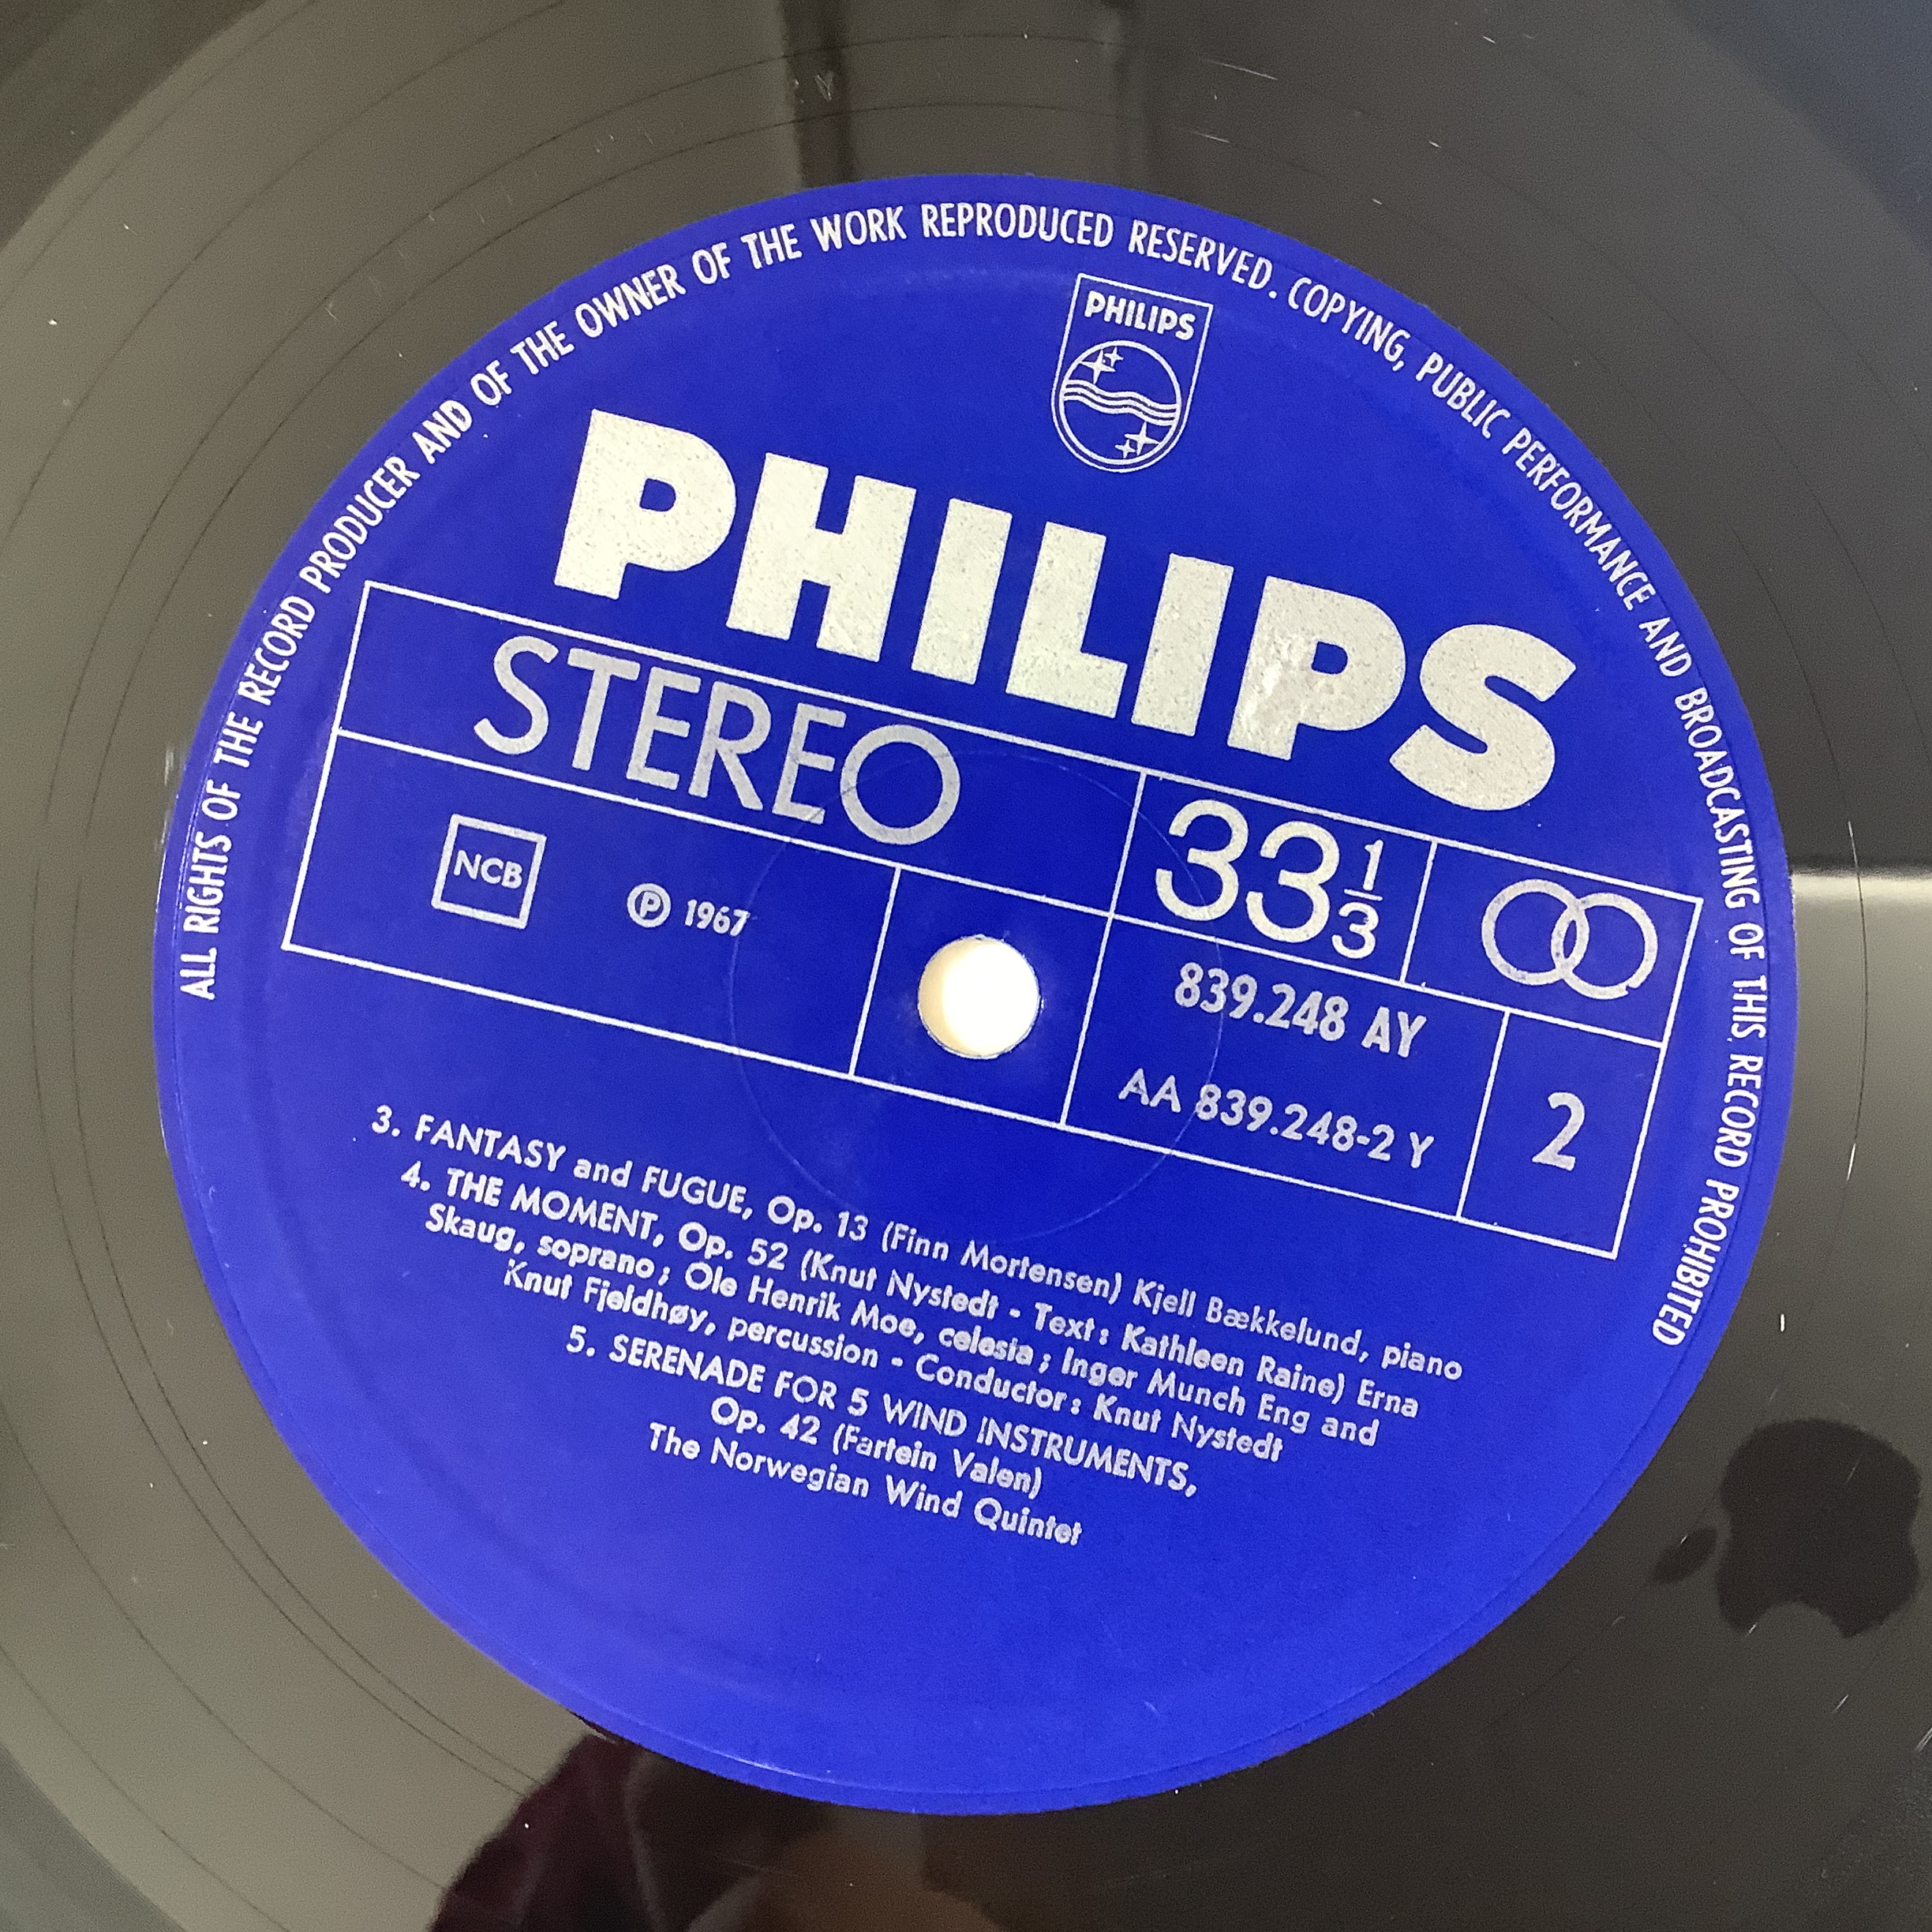 ALL RIGHTS OF THE RECORD PRODUCER AND OF THE OWNER OF THE WORK REPRODUCED RESERVED. COPYING, PUBLIC PERFORMANCE AND BROADCASTING OF THIS RECORD PROHIBITED
PHILIPS
PHILIPS
STEREO
33 1/3
NCB
℗ 1967
839.248 AY
AA 839.248-2 Y
2
3. FANTASY and FUGUE, Op. 13 (Finn Mortensen) Kjell Bækkelund, piano
4. THE MOMENT, Op. 52 (Knut Nystedt - Text: Kathleen Raine) Erna
Skaug, soprano; Ole Henrik Moe, celesta; Inger Munch Eng and
Knut Fjeldhøy, percussion - Conductor: Knut Nystedt
5. SERENADE FOR 5 WIND INSTRUMENTS,
Op. 42 (Fartein Valen)
The Norwegian Wind Quintet